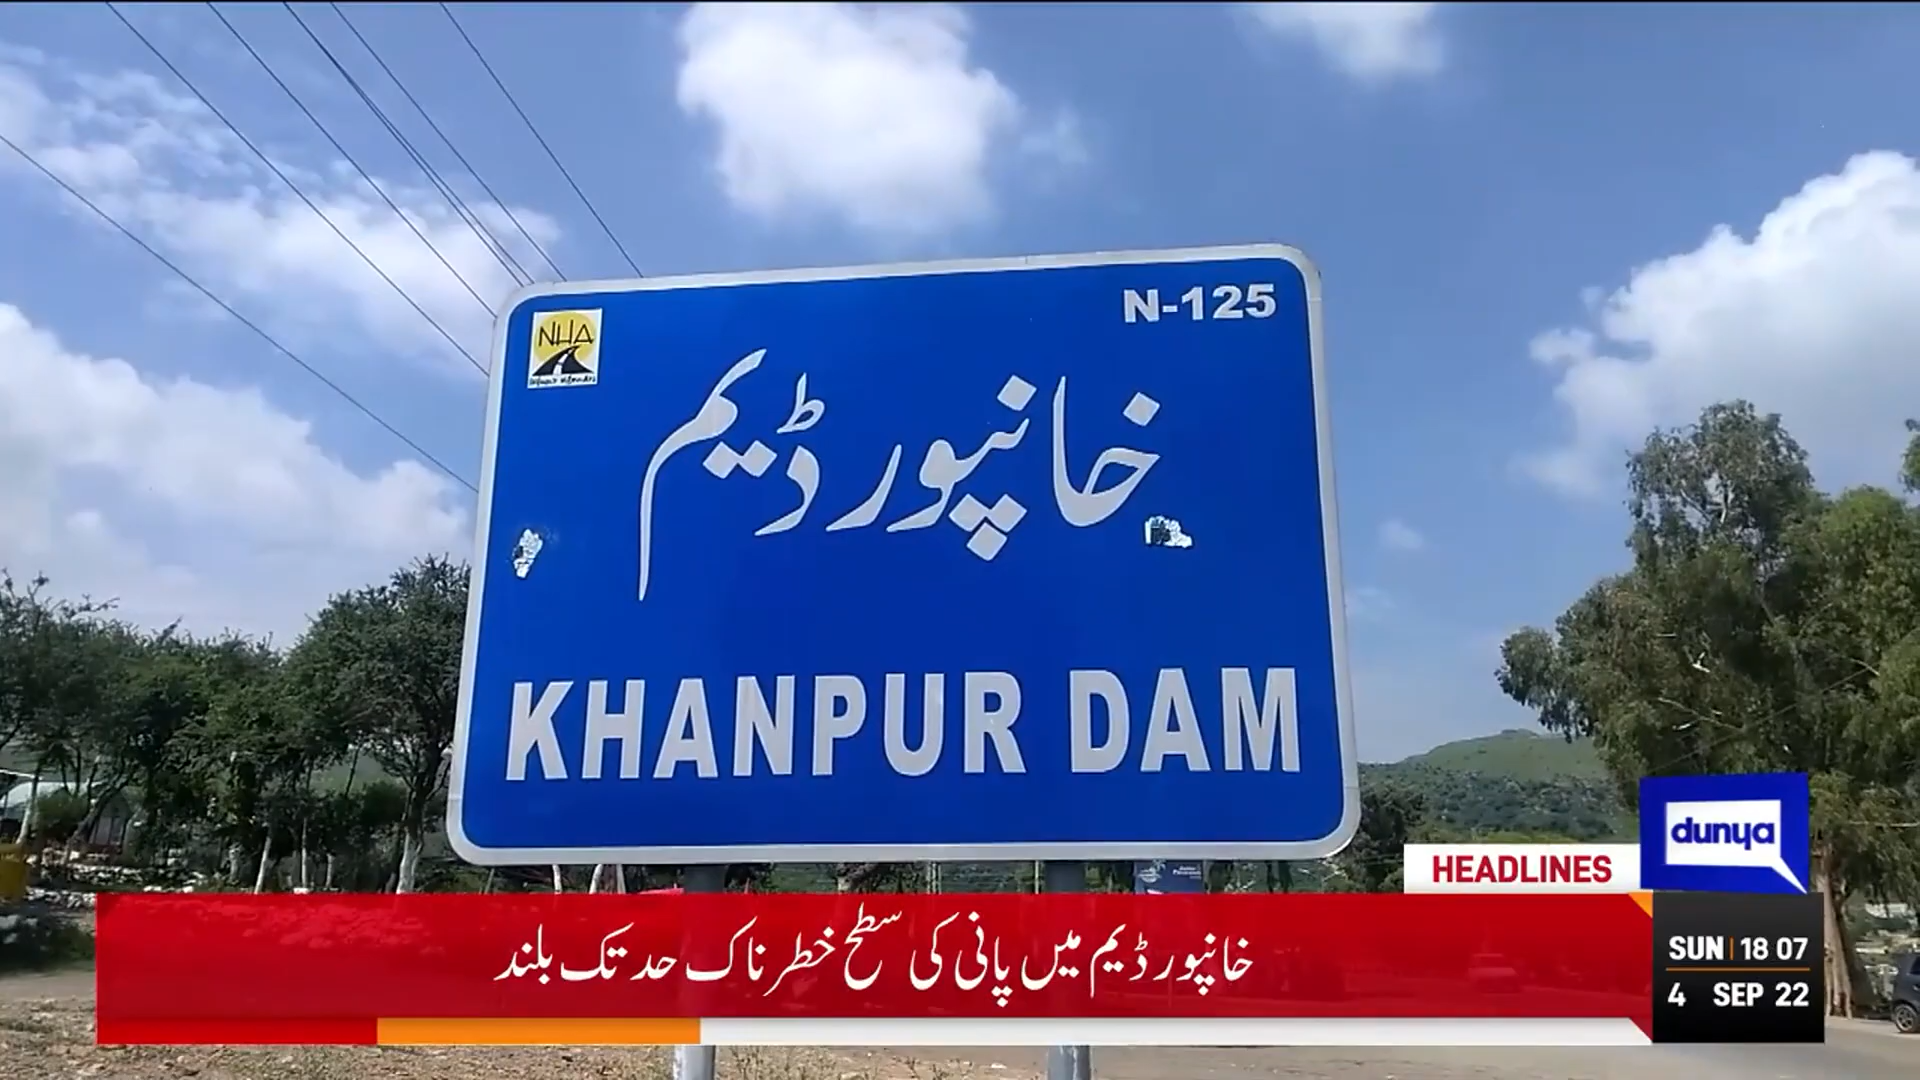 N-125
NHA
خانپور ڈیم
KHANPUR DAM
dunya
HEADLINES
خانپور ڈیم میں پانی کی سطح خطرناک حد تک بلند
SUN 18 07
4 SEP 22